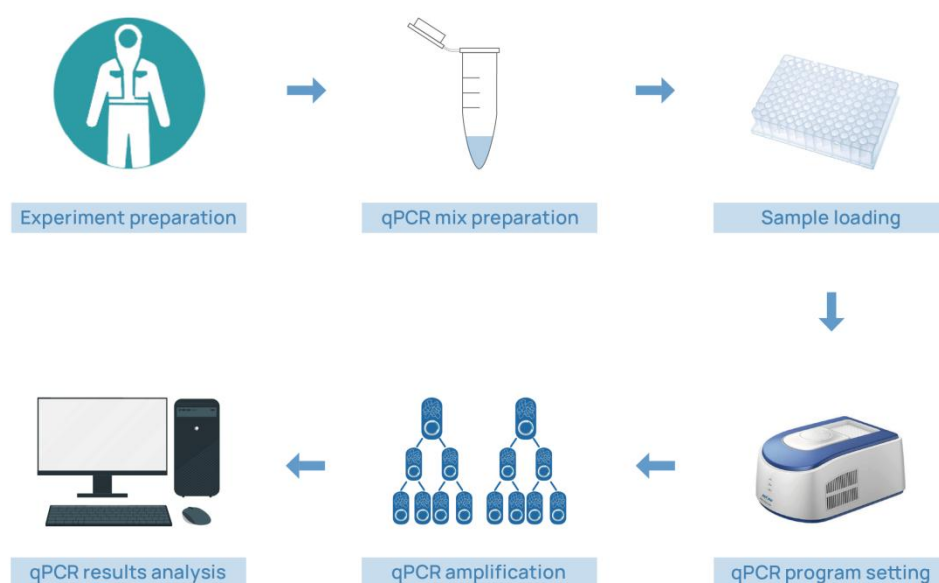 Experiment preparation
qPCR mix preparation
Sample loading
qPCR results analysis
qPCR amplification
qPCR program setting